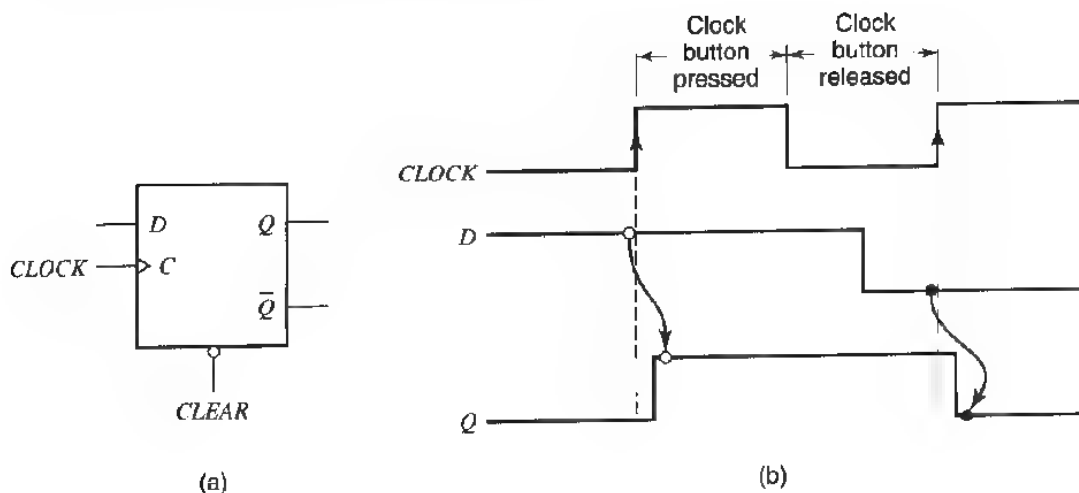 Clock
button
pressed
Clock
button
released
CLOCK
D
Q
D
Q
CLOCK
C
Q̅
CLEAR
(a)
(b)